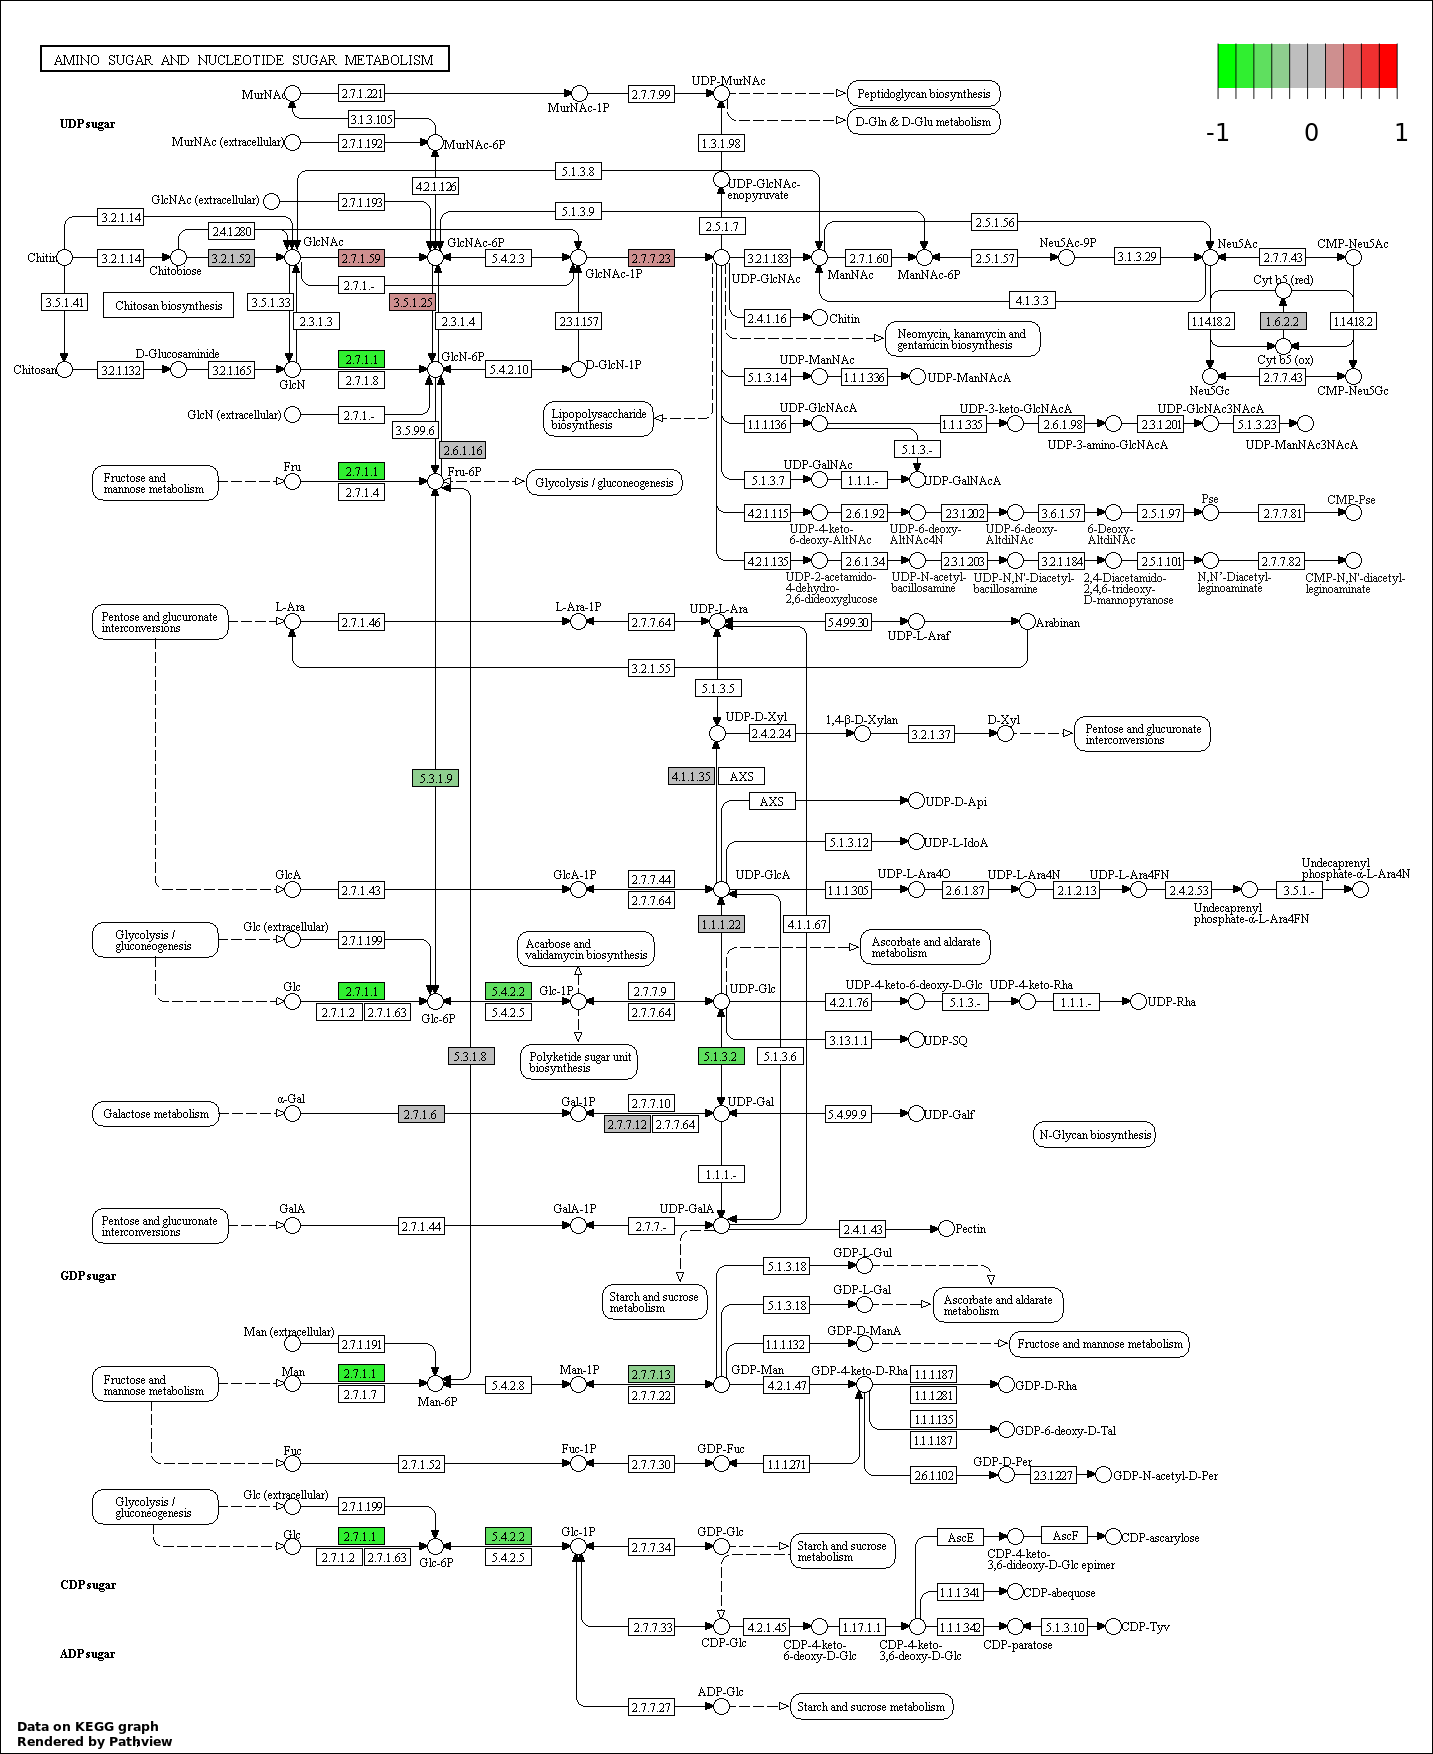 AMINO SUGAR AND NUCLEOTIDE SUGAR METABOLISM
-1 0 1
MurNAc 2.7.1.221 MurNAc-1P 2.7.7.99 UDP-MurNAc Peptidoglycan biosynthesis
UDP sugar 3.1.3.105 D-Gln & D-Glu metabolism
MurNAc (extracellular) 2.7.1.192 MurNAc-6P 1.3.1.98
4.2.1.126 5.1.3.8 UDP-GlcNAc-
enopyruvate
GlcNAc (extracellular) 2.7.1.193 5.1.3.9 2.5.1.7 2.5.1.56
3.2.1.14 2.4.1.280
Chitin 3.2.1.14 Chitobiose 3.2.1.52 GlcNAc 2.7.1.59 GlcNAc-6P 5.4.2.3 GlcNAc-1P 2.7.7.23 UDP-GlcNAc 3.2.1.183 ManNAc 2.7.1.60 ManNAc-6P 2.5.1.57 Neu5Ac-9P 3.1.3.29 Neu5Ac 2.7.7.43 CMP-Neu5Ac
2.7.1.-
3.5.1.41 Chitosan biosynthesis 3.5.1.33 3.5.1.25 4.1.3.3 Cyt b5 (red)
2.3.1.3 2.3.1.4 2.3.1.157 2.4.1.16 Chitin 1.14.18.2 1.6.2.2 1.14.18.2
Neomycin, kanamycin and
gentamicin biosynthesis
Cyt b5 (ox)
D-Glucosaminide 2.7.1.1 GlcN-6P UDP-ManNAc
Chitosan 3.2.1.132 3.2.1.165 GlcN 2.7.1.8 5.4.2.10 D-GlcN-1P 5.1.3.14 1.1.1.336 UDP-ManNAcA Neu5Gc 2.7.7.43 CMP-Neu5Gc
GlcN (extracellular) 2.7.1.- 3.5.99.6 Lipopolysaccharide
biosynthesis
UDP-GlcNAcA UDP-3-keto-GlcNAcA UDP-GlcNAc3NAcA
1.1.1.136 1.1.1.335 2.6.1.98 2.3.1.201 5.1.3.23
UDP-3-amino-GlcNAcA UDP-ManNAc3NAcA
2.6.1.16 5.1.3.-
Fructose and
mannose metabolism
Fru 2.7.1.1 2.7.1.4 Fru-6P Glycolysis / gluconeogenesis
UDP-GalNAc
5.1.3.7 1.1.1.- UDP-GalNAcA
4.2.1.115 2.6.1.92 2.3.1.202 3.6.1.57 2.5.1.97 Pse 2.7.7.81 CMP-Pse
UDP-4-keto-
6-deoxy-AltNAc
UDP-6-deoxy-
AltNAc4N
UDP-6-deoxy-
AltdiNAc
6-Deoxy-
AltdiNAc
4.2.1.135 2.6.1.34 2.3.1.203 3.2.1.184 2.5.1.101 2.7.7.82
UDP-2-acetamido-
4-dehydro-
2,6-dideoxyglucose
UDP-N-acetyl-
bacillosamine
UDP-N,N'-Diacetyl-
bacillosamine
2,4-Diacetamido-
2,4,6-trideoxy-
D-mannopyranose
N,N'-Diacetyl-
leginoaminate
CMP-N,N'-diacetyl-
leginoaminate
Pentose and glucuronate
interconversions
L-Ara 2.7.1.46 L-Ara-1P 2.7.7.64 UDP-L-Ara 5.4.99.30 UDP-L-Araf Arabinan
3.2.1.55
5.1.3.5
UDP-D-Xyl 2.4.2.24 1,4-β-D-Xylan 3.2.1.37 D-Xyl
Pentose and glucuronate
interconversions
5.3.1.9 4.1.1.35 AXS
AXS UDP-D-Api
5.1.3.12 UDP-L-IdoA
GlcA 2.7.1.43 GlcA-1P 2.7.7.44 2.7.7.64 UDP-GlcA 1.1.1.305 UDP-L-Ara4O 2.6.1.87 UDP-L-Ara4N 2.1.2.13 UDP-L-Ara4FN 2.4.2.53 3.5.1.-
Undecaprenyl
phosphate-α-L-Ara4N
Undecaprenyl
phosphate-α-L-Ara4FN
1.1.1.22 4.1.1.67
Glycolysis /
gluconeogenesis
Glc (extracellular) 2.7.1.199
Acarbose and
validamycin biosynthesis
Ascorbate and aldarate
metabolism
Glc 2.7.1.1 Glc-6P 5.4.2.2 Glc-1P 2.7.7.9 UDP-Glc UDP-4-keto-6-deoxy-D-Glc UDP-4-keto-Rha
2.7.1.2 2.7.1.63 5.4.2.5 2.7.7.64 4.2.1.76 5.1.3.- 1.1.1.- UDP-Rha
3.13.1.1 UDP-SQ
5.3.1.8 Polyketide sugar unit
biosynthesis
5.1.3.2 5.1.3.6
Galactose metabolism α-Gal 2.7.1.6 Gal-1P 2.7.7.10 UDP-Gal 5.4.99.9 UDP-Galf
2.7.7.12 2.7.7.64
N-Glycan biosynthesis
1.1.1.-
Pentose and glucuronate
interconversions
GalA 2.7.1.44 GalA-1P 2.7.7.- UDP-GalA 2.4.1.43 Pectin
GDP sugar
Starch and sucrose
metabolism
5.1.3.18 GDP-L-Gul
5.1.3.18 GDP-L-Gal
Ascorbate and aldarate
metabolism
Man (extracellular) 2.7.1.191 1.1.1.132 GDP-D-ManA Fructose and mannose metabolism
Fructose and
mannose metabolism
Man 2.7.1.1 2.7.1.7 Man-6P 5.4.2.8 Man-1P 2.7.7.13 2.7.7.22 GDP-Man 4.2.1.47 GDP-4-keto-D-Rha 1.1.1.187 1.1.1.281 GDP-D-Rha
1.1.1.135
1.1.1.187
GDP-6-deoxy-D-Tal
Fuc 2.7.1.52 Fuc-1P 2.7.7.30 GDP-Fuc 1.1.1.271
2.6.1.102 GDP-D-Per 2.3.1.227 GDP-N-acetyl-D-Per
Glycolysis /
gluconeogenesis
Glc (extracellular) 2.7.1.199
Glc 2.7.1.1 Glc-6P 5.4.2.2 Glc-1P 2.7.7.34 GDP-Glc
2.7.1.2 2.7.1.63 5.4.2.5
Starch and sucrose
metabolism
AscE AscF CDP-ascarylose
CDP-4-keto-
3,6-dideoxy-D-Glc epimer
CDP sugar
1.1.1.341 CDP-abequose
2.7.7.33 CDP-Glc 4.2.1.45 1.17.1.1 1.1.1.342 CDP-paratose 5.1.3.10 CDP-Tyv
CDP-4-keto-
6-deoxy-D-Glc
CDP-4-keto-
3,6-deoxy-D-Glc
ADP sugar
2.7.7.27 ADP-Glc Starch and sucrose metabolism
Data on KEGG graph
Rendered by Pathview